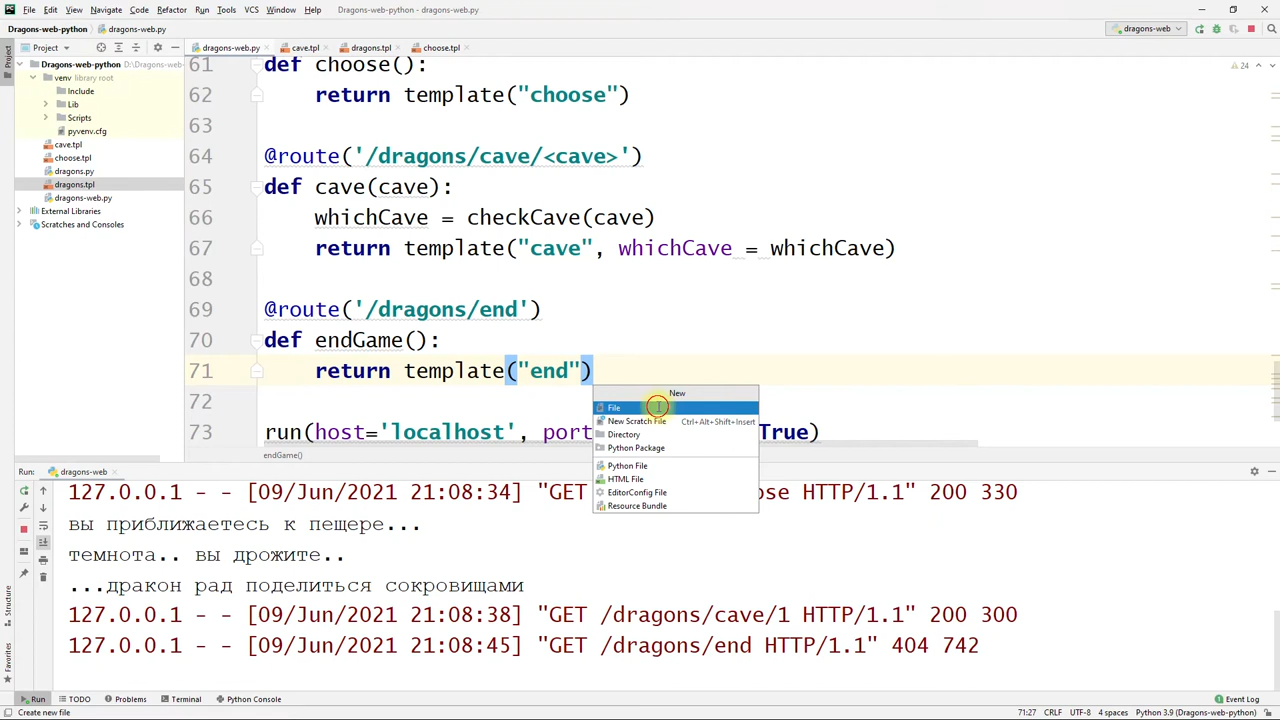 PC File Edit View Navigate Code Refactor Run Tools VCS Window Help Dragons-web-python - dragons-web.py
Dragons-web-python dragons-web.py dragons-web
Project dragons-web.py cave.tpl dragons.tpl choose.tpl
Project
Dragons-web-python D:\Dragons-web
venv library root
Include
Lib
Scripts
pyvenv.cfg
cave.tpl
choose.tpl
dragons.py
dragons.tpl
dragons-web.py
External Libraries
Scratches and Consoles
24
61 def choose():
62 return template("choose")
63
64 @route('/dragons/cave/<cave>')
65 def cave(cave):
66 whichCave = checkCave(cave)
67 return template("cave", whichCave = whichCave)
68
69 @route('/dragons/end')
70 def endGame():
71 return template("end")
72
73 run(host='localhost', port True)
endGame()
New
File
New Scratch File Ctrl+Alt+Shift+Insert
Directory
Python Package
Python File
HTML File
EditorConfig File
Resource Bundle
Run: dragons-web
127.0.0.1 - - [09/Jun/2021 21:08:34] "GET ose HTTP/1.1" 200 330
вы приближаетесь к пещере...
темнота.. вы дрожите..
...дракон рад поделиться сокровищами
127.0.0.1 - - [09/Jun/2021 21:08:38] "GET /dragons/cave/1 HTTP/1.1" 200 300
127.0.0.1 - - [09/Jun/2021 21:08:45] "GET /dragons/end HTTP/1.1" 404 742
Structure
Favorites
Run TODO Problems Terminal Python Console Event Log
Create new file 71:27 CRLF UTF-8 4 spaces Python 3.9 (Dragons-web-python)